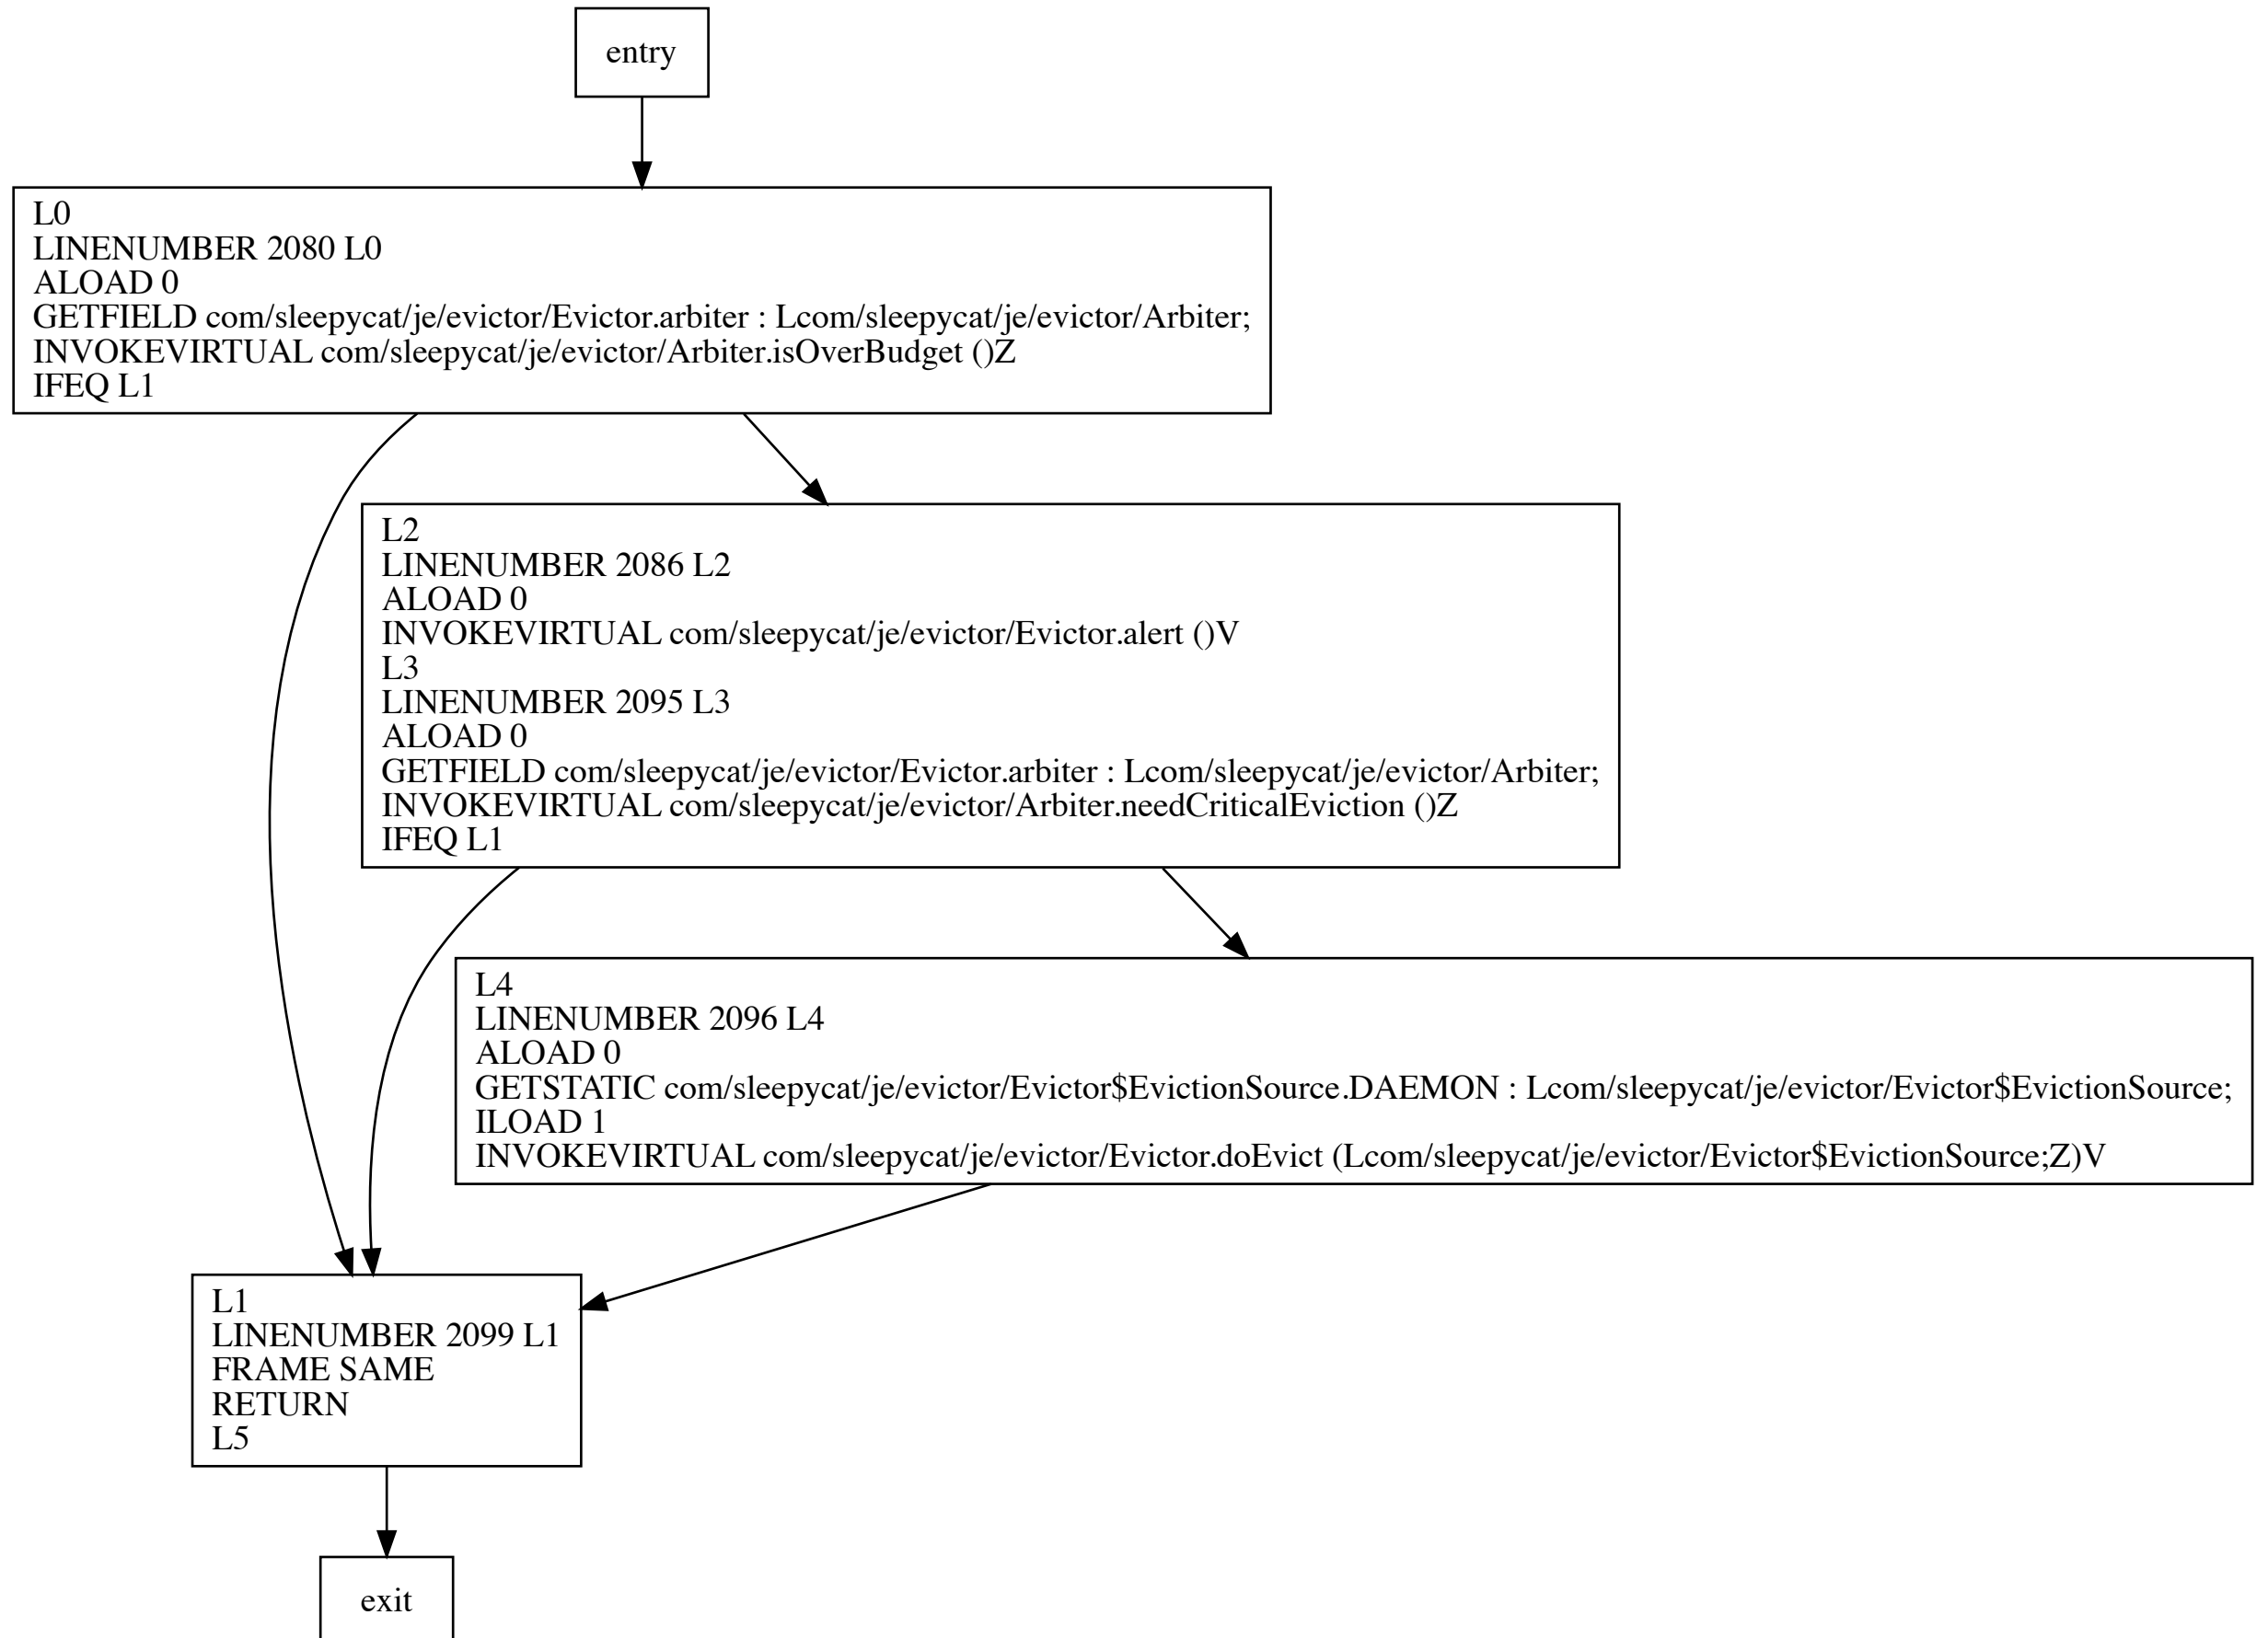 entry
L0
LINENUMBER 2080 L0
ALOAD 0
GETFIELD com/sleepycat/je/evictor/Evictor.arbiter : Lcom/sleepycat/je/evictor/Arbiter;
INVOKEVIRTUAL com/sleepycat/je/evictor/Arbiter.isOverBudget ()Z
IFEQ L1
L2
LINENUMBER 2086 L2
ALOAD 0
INVOKEVIRTUAL com/sleepycat/je/evictor/Evictor.alert ()V
L3
LINENUMBER 2095 L3
ALOAD 0
GETFIELD com/sleepycat/je/evictor/Evictor.arbiter : Lcom/sleepycat/je/evictor/Arbiter;
INVOKEVIRTUAL com/sleepycat/je/evictor/Arbiter.needCriticalEviction ()Z
IFEQ L1
L4
LINENUMBER 2096 L4
ALOAD 0
GETSTATIC com/sleepycat/je/evictor/Evictor$EvictionSource.DAEMON : Lcom/sleepycat/je/evictor/Evictor$EvictionSource;
ILOAD 1
INVOKEVIRTUAL com/sleepycat/je/evictor/Evictor.doEvict (Lcom/sleepycat/je/evictor/Evictor$EvictionSource;Z)V
L1
LINENUMBER 2099 L1
FRAME SAME
RETURN
L5
exit